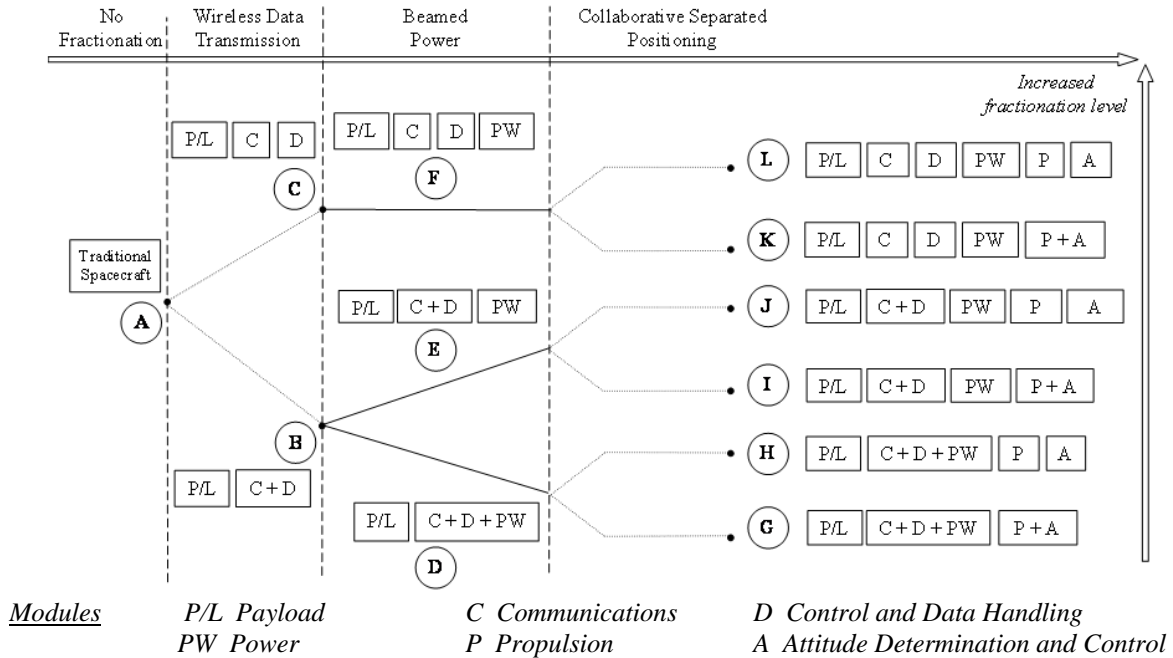 No Fractionation
Wireless Data Transmission
Beamed Power
Collaborative Separated Positioning
Increased fractionation level
P/L C D
C
P/L C D PW
F
L P/L C D PW P A
K P/L C D PW P + A
Traditional Spacecraft
A
P/L C + D PW
E
J P/L C + D PW P A
I P/L C + D PW P + A
B
P/L C + D
H P/L C + D + PW P A
P/L C + D + PW
D
G P/L C + D + PW P + A
Modules P/L Payload C Communications D Control and Data Handling
PW Power P Propulsion A Attitude Determination and Control